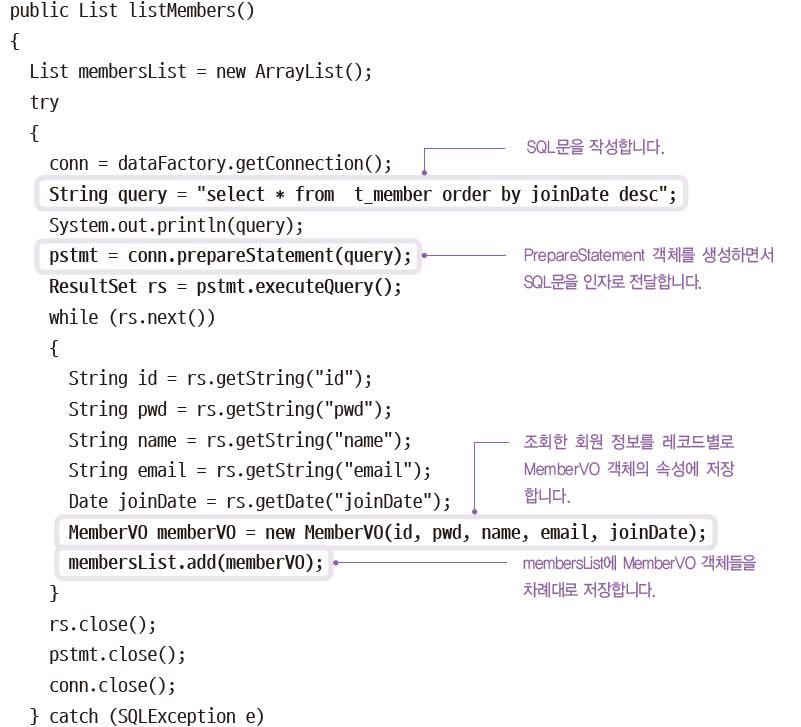 public List listMembers()
{
List membersList = new ArrayList();
try
{
SQL문을 작성합니다.
conn = dataFactory.getConnection();
String query = "select * from  t_member order by joinDate desc";
System.out.println(query);
pstmt = conn.prepareStatement(query);
PrepareStatement 객체를 생성하면서
SQL문을 인자로 전달합니다.
ResultSet rs = pstmt.executeQuery();
while (rs.next())
{
String id = rs.getString("id");
String pwd = rs.getString("pwd");
String name = rs.getString("name");
String email = rs.getString("email");
Date joinDate = rs.getDate("joinDate");
조회한 회원 정보를 레코드별로
MemberVO 객체의 속성에 저장
합니다.
MemberVO memberVO = new MemberVO(id, pwd, name, email, joinDate);
membersList.add(memberVO);
membersList에 MemberVO 객체들을
차례대로 저장합니다.
}
rs.close();
pstmt.close();
conn.close();
} catch (SQLException e)